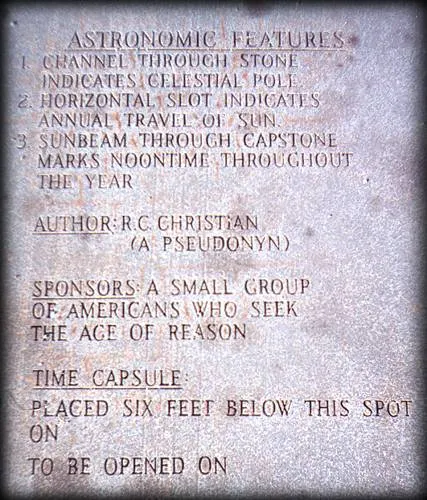 ASTRONOMIC FEATURES
1. CHANNEL THROUGH STONE
INDICATES CELESTIAL POLE
2. HORIZONTAL SLOT INDICATES
ANNUAL TRAVEL OF SUN.
3. SUNBEAM THROUGH CAPSTONE
MARKS NOONTIME THROUGHOUT
THE YEAR
AUTHOR: R.C. CHRISTIAN
(A PSEUDONYN)
SPONSORS: A SMALL GROUP
OF AMERICANS WHO SEEK
THE AGE OF REASON
TIME CAPSULE:
PLACED SIX FEET BELOW THIS SPOT
ON
TO BE OPENED ON